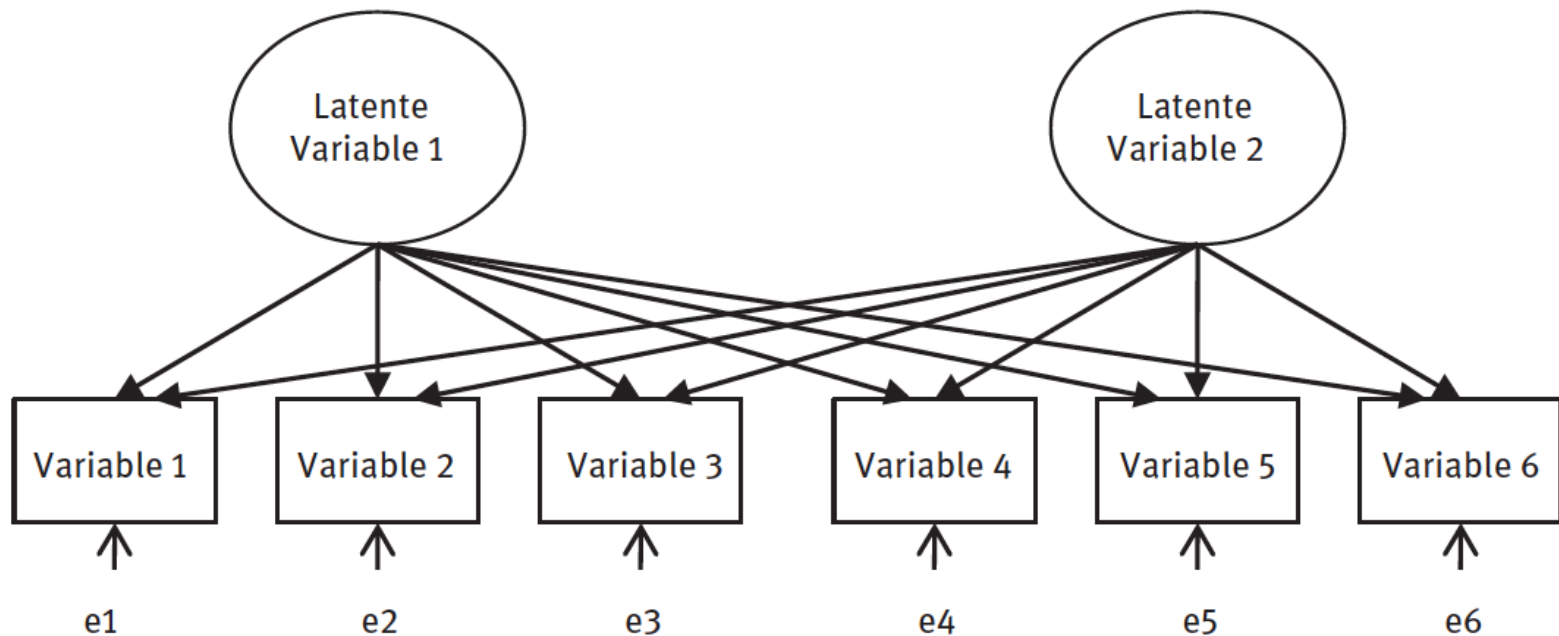 Latente
Variable 1
Latente
Variable 2
Variable 1
Variable 2
Variable 3
Variable 4
Variable 5
Variable 6
e1
e2
e3
e4
e5
e6